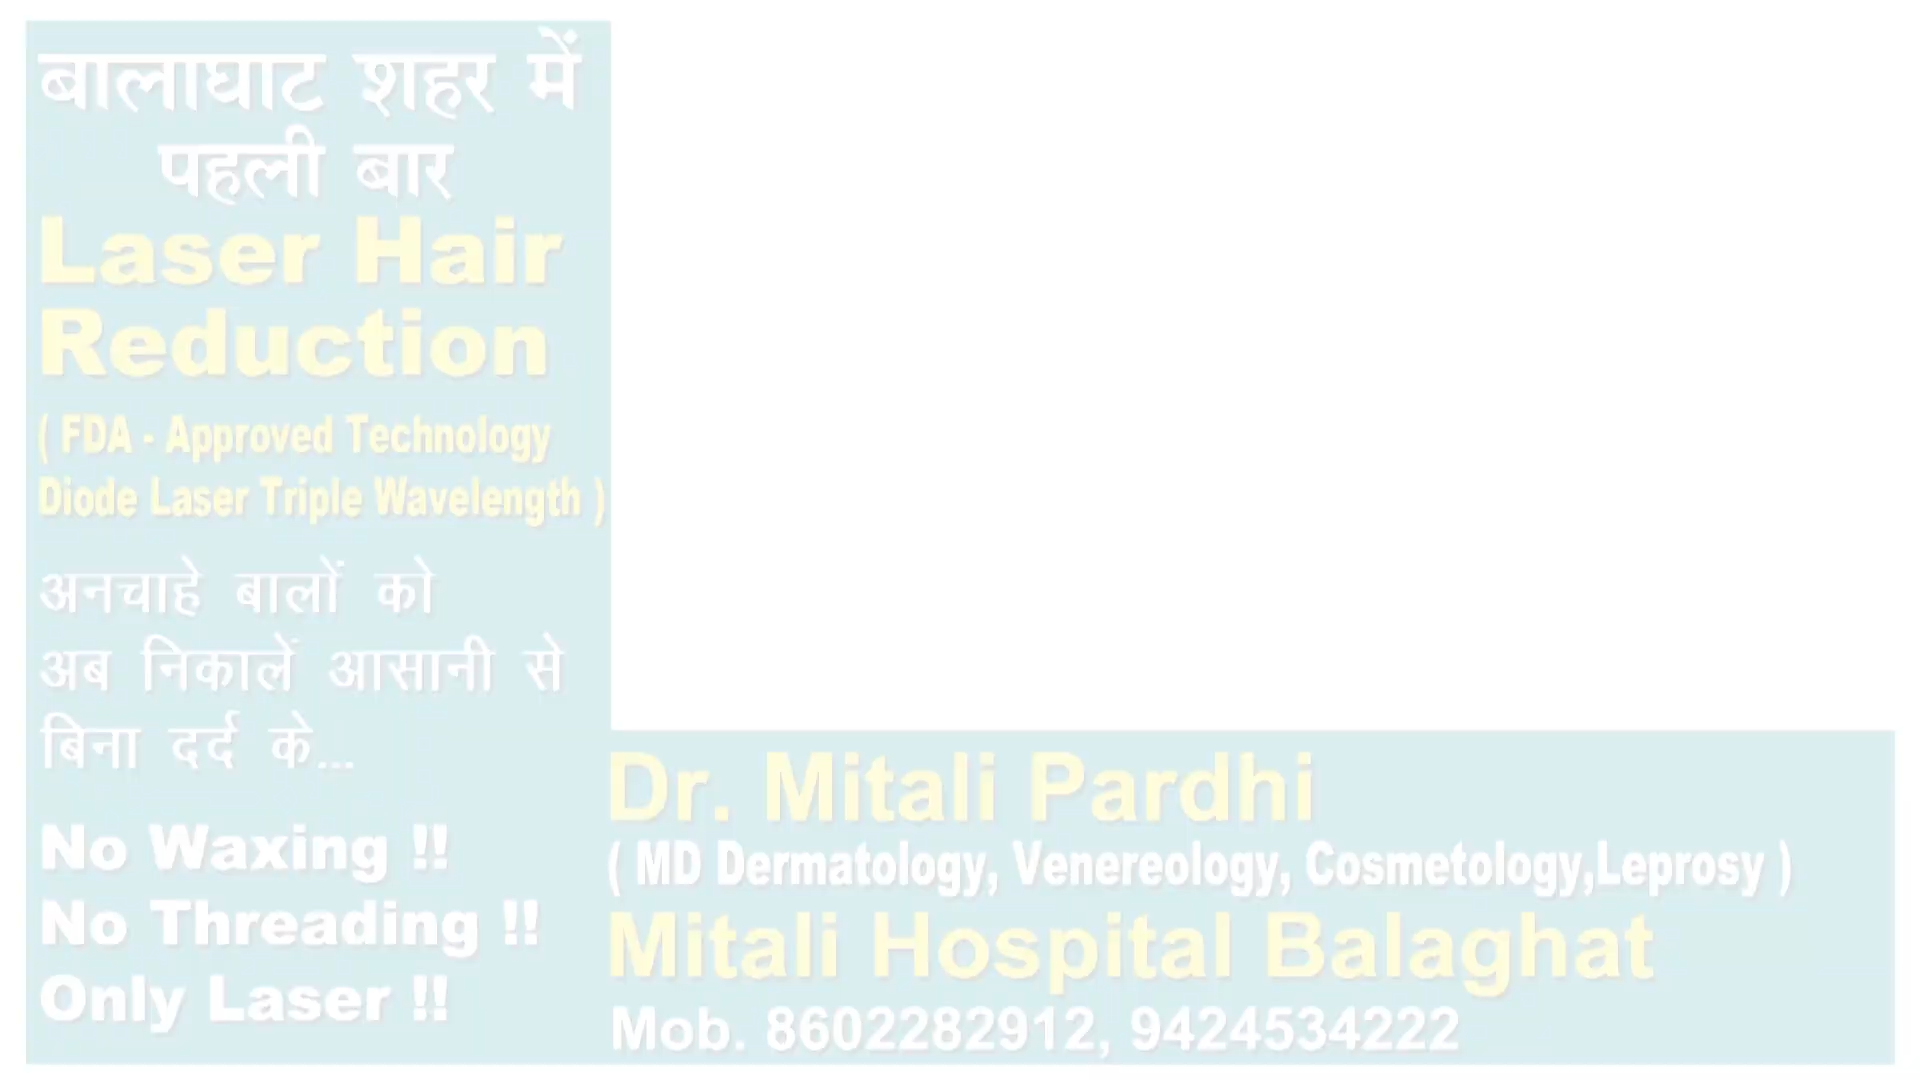 बालाघाट शहर में
पहली बार
Laser Hair
Reduction
( FDA - Approved Technology
Diode Laser Triple Wavelength )
अनचाहे बालों को
अब निकालें आसानी से
बिना दर्द के...
No Waxing !!
No Threading !!
Only Laser !!
Dr. Mitali Pardhi
( MD Dermatology, Venereology, Cosmetology,Leprosy )
Mitali Hospital Balaghat
Mob. 8602282912, 9424534222